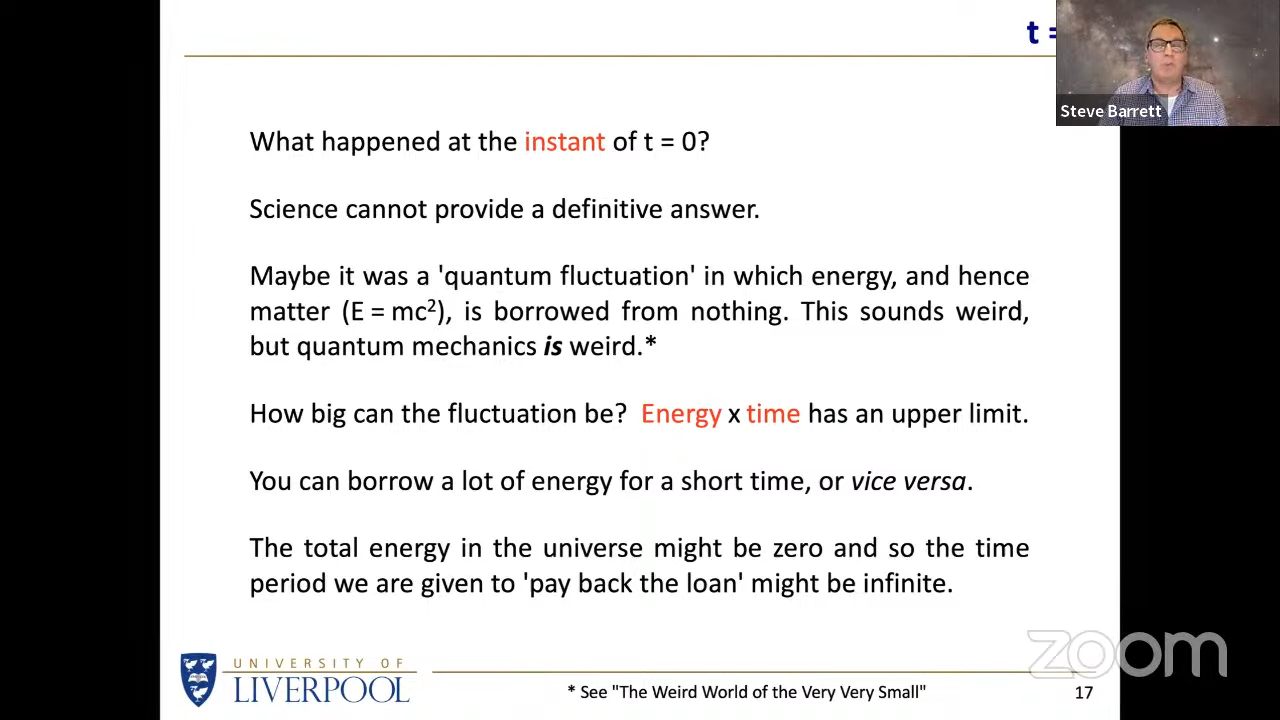 t =
Steve Barrett
What happened at the instant of t = 0?
Science cannot provide a definitive answer.
Maybe it was a 'quantum fluctuation' in which energy, and hence
matter (E = mc²), is borrowed from nothing. This sounds weird,
but quantum mechanics is weird.*
How big can the fluctuation be? Energy x time has an upper limit.
You can borrow a lot of energy for a short time, or vice versa.
The total energy in the universe might be zero and so the time
period we are given to 'pay back the loan' might be infinite.
zoom
UNIVERSITY OF
LIVERPOOL
* See "The Weird World of the Very Very Small"
17